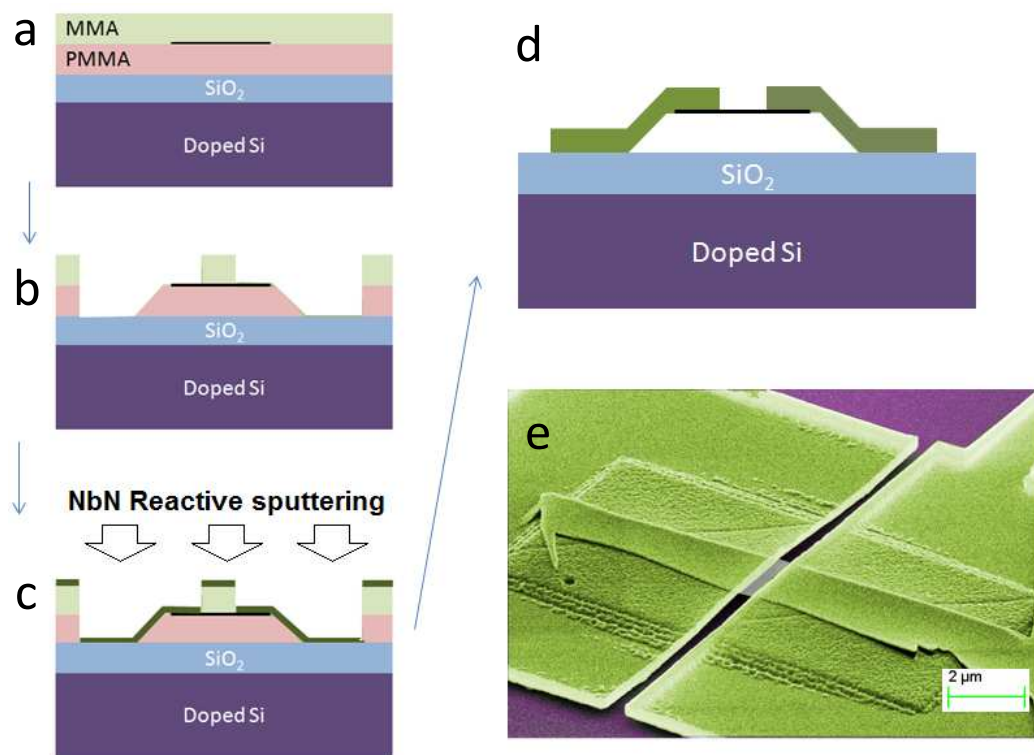 a
MMA
PMMA
SiO₂
Doped Si
b
SiO₂
Doped Si
NbN Reactive sputtering
c
SiO₂
Doped Si
d
SiO₂
Doped Si
e
2 µm